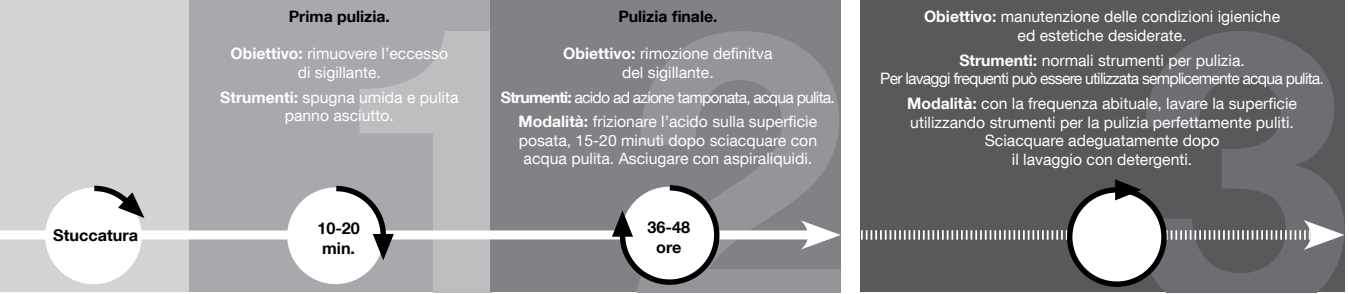 Stuccatura
Prima pulizia.
Obiettivo: rimuovere l'eccesso
di sigillante.
Strumenti: spugna umida e pulita
panno asciutto.
1
10-20
min.
Pulizia finale.
Obiettivo: rimozione definitva
del sigillante.
Strumenti: acido ad azione tamponata, acqua pulita.
Modalità: frizionare l'acido sulla superficie
posata, 15-20 minuti dopo sciacquare con
acqua pulita. Asciugare con aspiraliquidi.
2
36-48
ore
Obiettivo: manutenzione delle condizioni igieniche
ed estetiche desiderate.
Strumenti: normali strumenti per pulizia.
Per lavaggi frequenti può essere utilizzata semplicemente acqua pulita.
Modalità: con la frequenza abituale, lavare la superficie
utilizzando strumenti per la pulizia perfettamente puliti.
Sciacquare adeguatamente dopo
il lavaggio con detergenti.
3